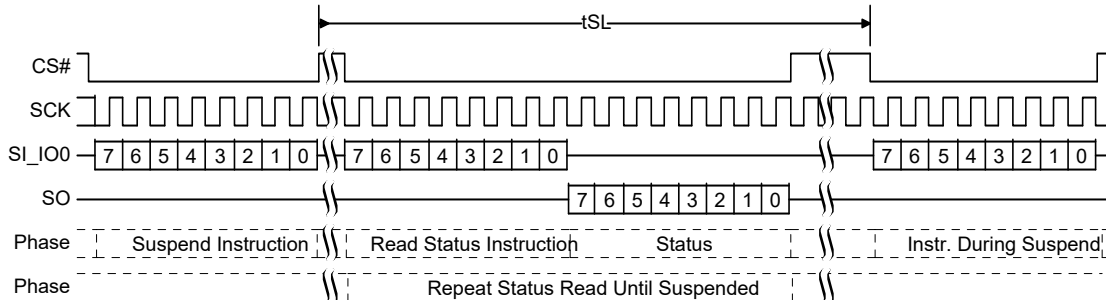 tSL
CS#
SCK
SI_IO0 7 6 5 4 3 2 1 0 7 6 5 4 3 2 1 0 7 6 5 4 3 2 1 0
SO 7 6 5 4 3 2 1 0
Phase Suspend Instruction Read Status Instruction Status Instr. During Suspend
Phase Repeat Status Read Until Suspended